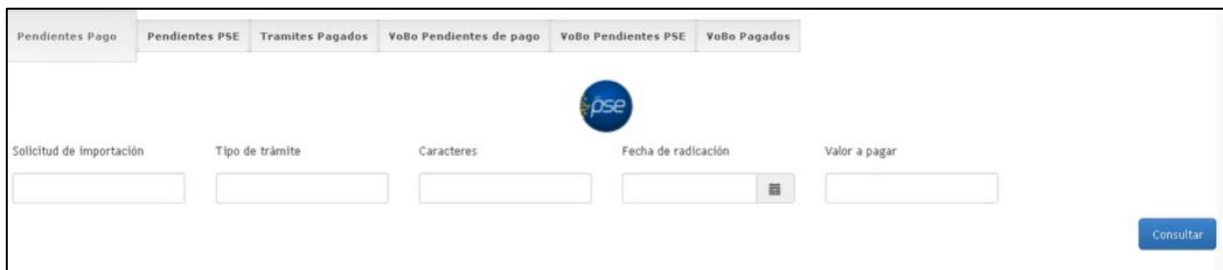 Pendientes Pago Pendientes PSE Tramites Pagados VoBo Pendientes de pago VoBo Pendientes PSE VoBo Pagados
pse
Solicitud de importación Tipo de trámite Caracteres Fecha de radicación Valor a pagar
Consultar